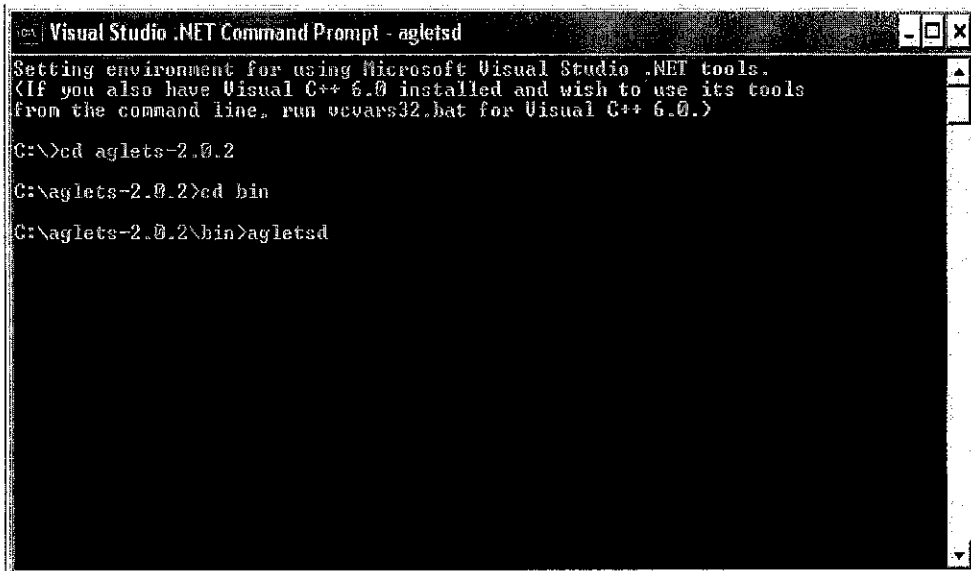 Visual Studio .NET Command Prompt - agletsd
Setting environment for using Microsoft Visual Studio .NET tools.
(If you also have Visual C++ 6.0 installed and wish to use its tools
from the command line, run vcvars32.bat for Visual C++ 6.0.)
C:\>cd aglets-2.0.2
C:\aglets-2.0.2>cd bin
C:\aglets-2.0.2\bin>agletsd